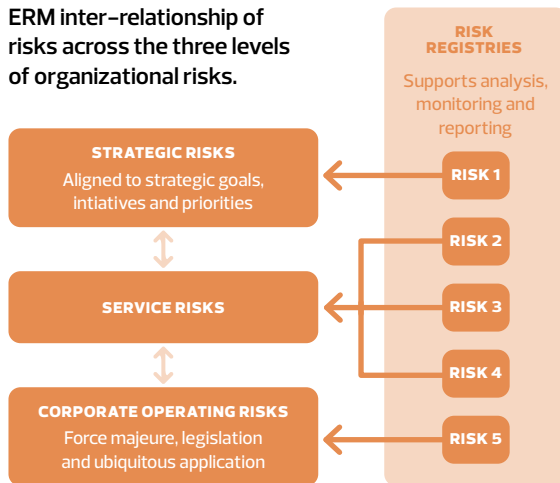 ERM inter-relationship of
risks across the three levels
of organizational risks.
STRATEGIC RISKS
Aligned to strategic goals,
intiatives and priorities
SERVICE RISKS
CORPORATE OPERATING RISKS
Force majeure, legislation
and ubiquitous application
RISK
REGISTRIES
Supports analysis,
monitoring and
reporting
RISK 1
RISK 2
RISK 3
RISK 4
RISK 5